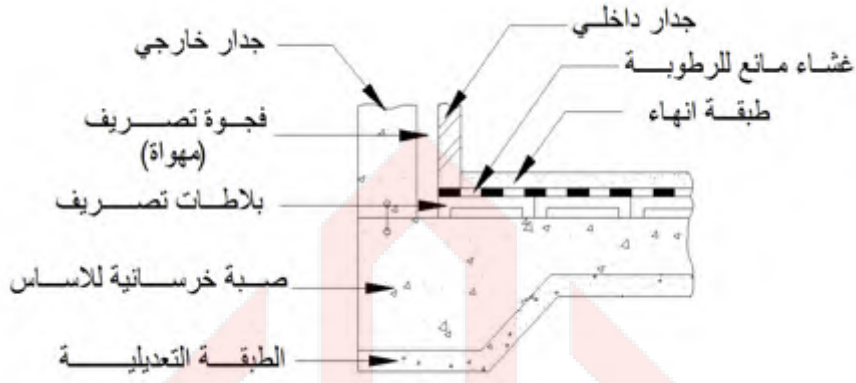 جدار داخلي
جدار خارجي
غشاء مانع للرطوبة
طبقة انهاء
فجوة تصريف
(مهواة)
بلاطات تصريف
صبة خرسانية للاساس
الطبقة التعديلية